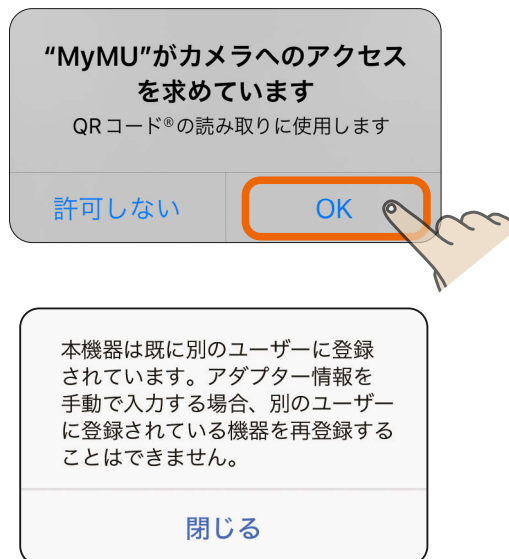 “MyMU”がカメラへのアクセス
を求めています
QRコード®の読み取りに使用します
許可しない
OK
本機器は既に別のユーザーに登録
されています。アダプター情報を
手動で入力する場合、別のユーザー
に登録されている機器を再登録する
ことはできません。
閉じる